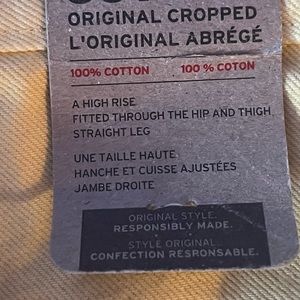 ORIGINAL CROPPED
L'ORIGINAL ABRÉGÉ
100% COTTON 100 % COTON
A HIGH RISE
FITTED THROUGH THE HIP AND THIGH
STRAIGHT LEG
UNE TAILLE HAUTE
HANCHE ET CUISSE AJUSTÉES
JAMBE DROITE
ORIGINAL STYLE.
RESPONSIBLY MADE.
STYLE ORIGINAL.
CONFECTION RESPONSABLE.